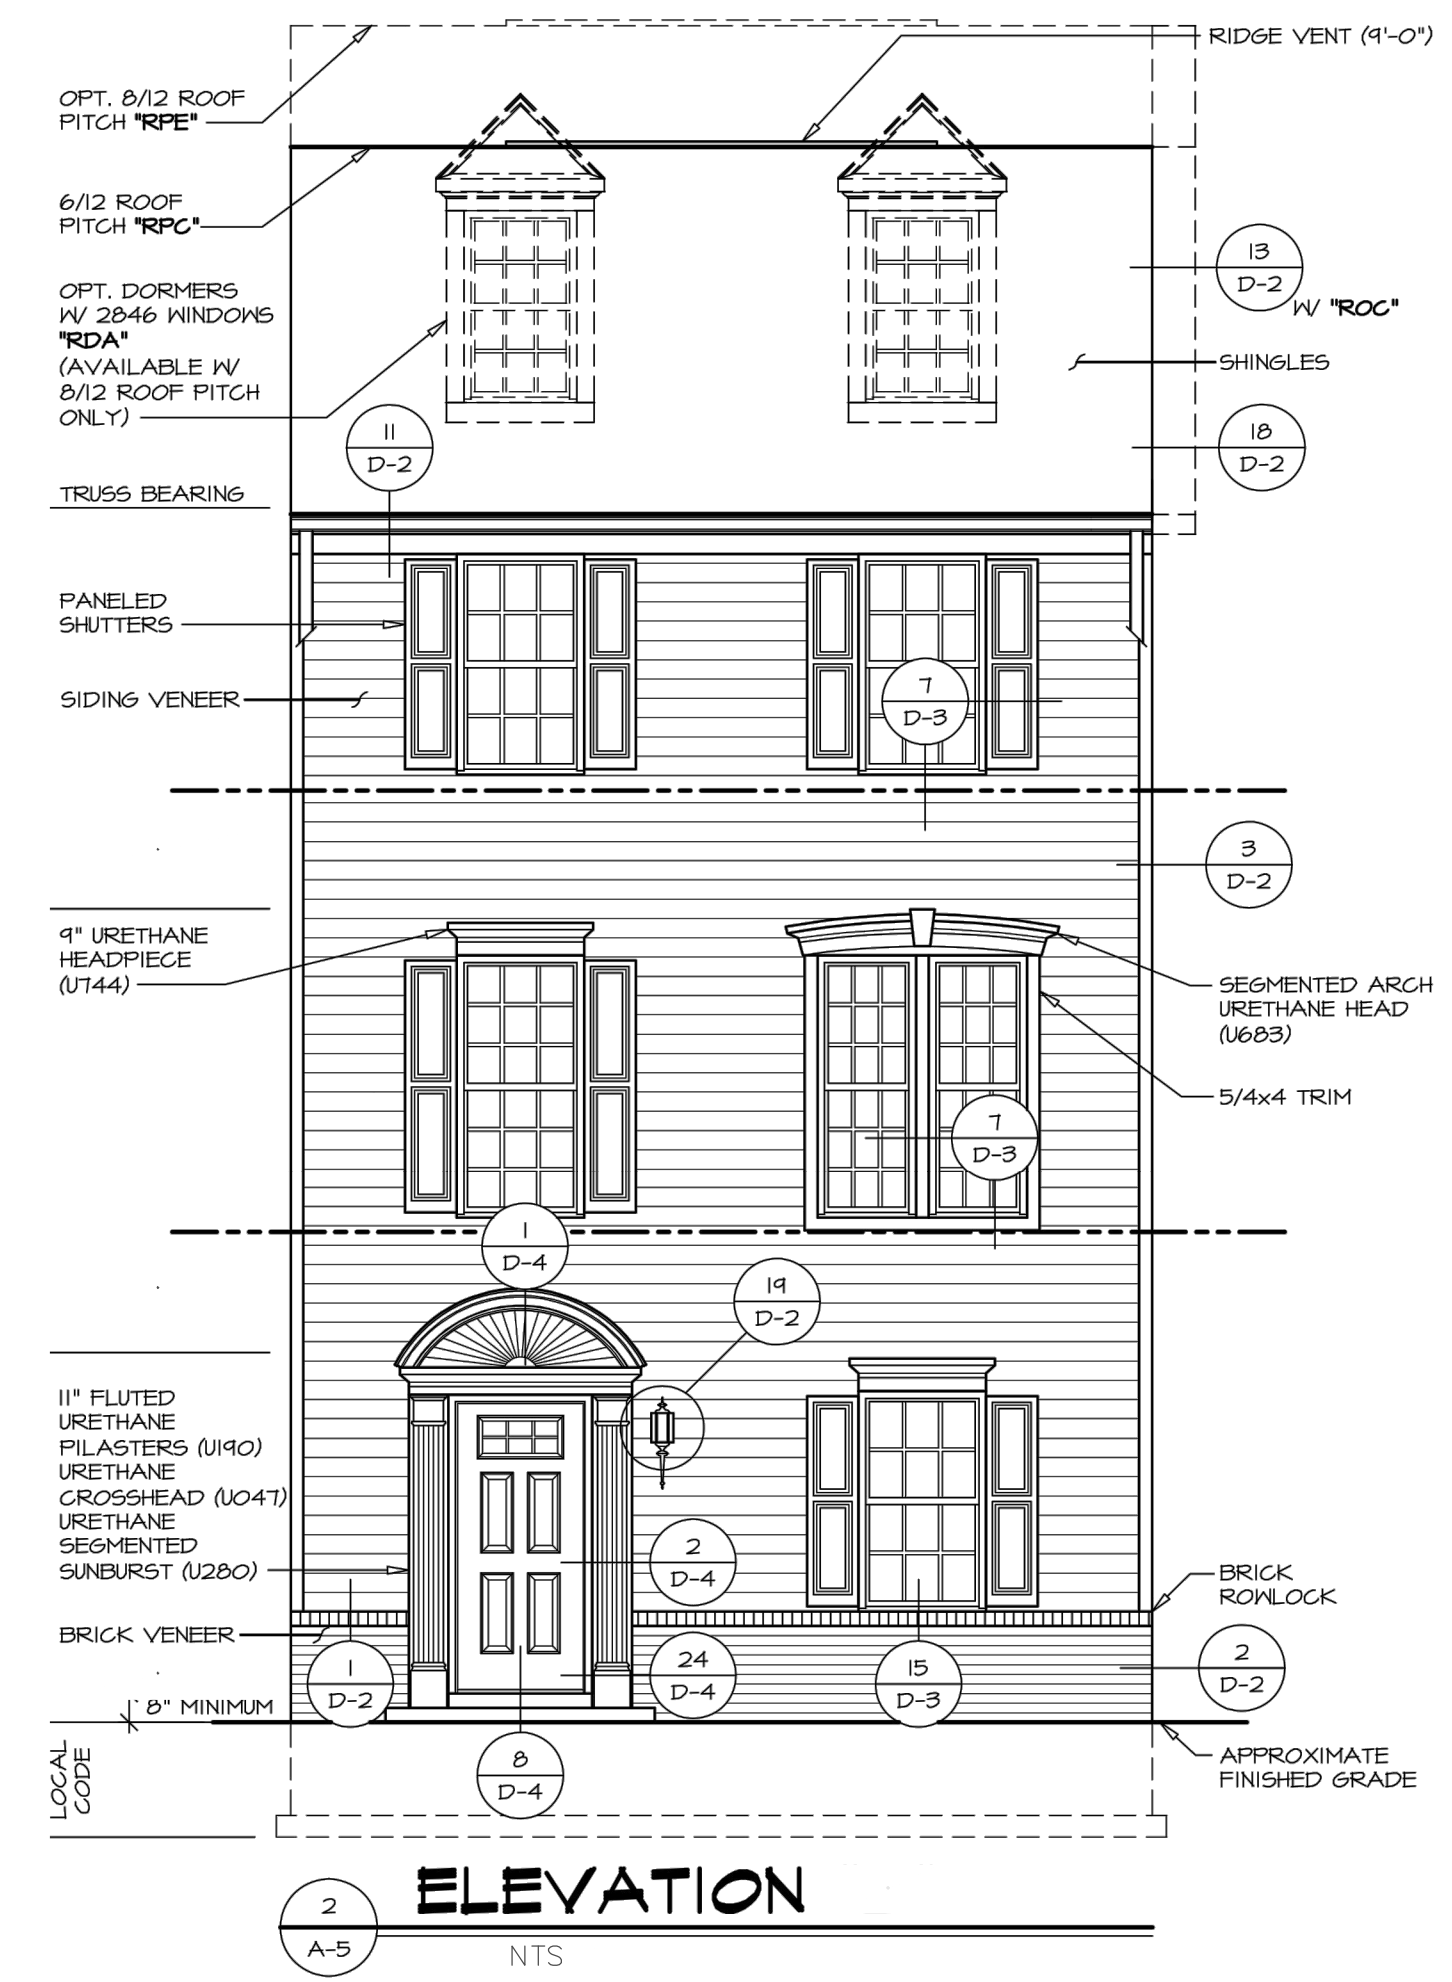 RIDGE VENT (9'-0")
OPT. 8/12 ROOF
PITCH "RPE"
6/12 ROOF
PITCH "RPC"
13
D-2
W/ "ROC"
OPT. DORMERS
W/ 2846 WINDOWS
"RDA"
(AVAILABLE W/
8/12 ROOF PITCH
ONLY)
SHINGLES
11
D-2
18
D-2
TRUSS BEARING
PANELED
SHUTTERS
SIDING VENEER
7
D-3
3
D-2
9" URETHANE
HEADPIECE
(U744)
SEGMENTED ARCH
URETHANE HEAD
(U683)
5/4x4 TRIM
7
D-3
1
D-4
19
D-2
11" FLUTED
URETHANE
PILASTERS (U190)
URETHANE
CROSSHEAD (U047)
URETHANE
SEGMENTED
SUNBURST (U280)
2
D-4
BRICK
ROWLOCK
BRICK VENEER
1
D-2
24
D-4
15
D-3
2
D-2
8" MINIMUM
LOCAL
CODE
8
D-4
APPROXIMATE
FINISHED GRADE
2
A-5
ELEVATION
NTS